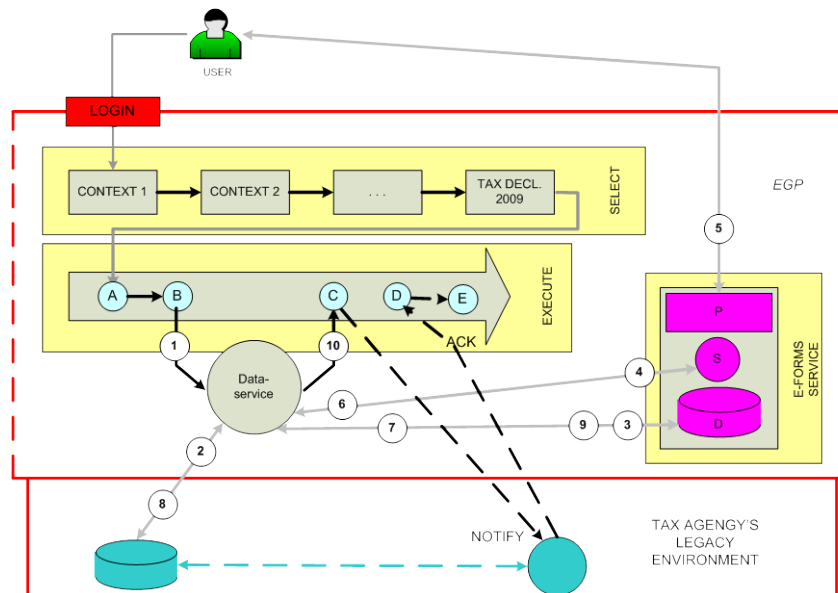 USER
LOGIN
CONTEXT 1
CONTEXT 2
. . .
TAX DECL.
2009
SELECT
EGP
5
A
B
C
D
E
EXECUTE
ACK
1
10
Data-
service
P
S
D
E-FORMS
SERVICE
4
6
7
9
3
2
8
NOTIFY
TAX AGENGY'S
LEGACY
ENVIRONMENT